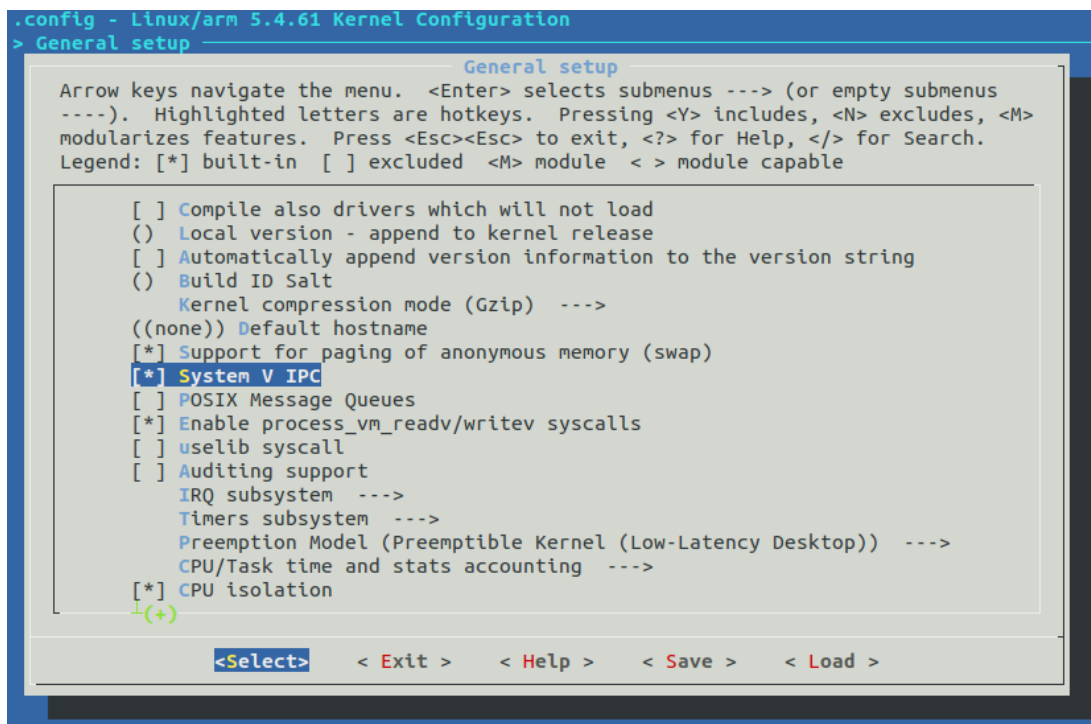 .config - Linux/arm 5.4.61 Kernel Configuration
> General setup
General setup
Arrow keys navigate the menu.  <Enter> selects submenus ---> (or empty submenus
----).  Highlighted letters are hotkeys.  Pressing <Y> includes, <N> excludes, <M>
modularizes features.  Press <Esc><Esc> to exit, <?> for Help, </> for Search.
Legend: [*] built-in  [ ] excluded  <M> module  < > module capable
[ ] Compile also drivers which will not load
()  Local version - append to kernel release
[ ] Automatically append version information to the version string
()  Build ID Salt
Kernel compression mode (Gzip)  --->
((none)) Default hostname
[*] Support for paging of anonymous memory (swap)
[*] System V IPC
[ ] POSIX Message Queues
[*] Enable process_vm_readv/writev syscalls
[ ] uselib syscall
[ ] Auditing support
IRQ subsystem  --->
Timers subsystem  --->
Preemption Model (Preemptible Kernel (Low-Latency Desktop))  --->
CPU/Task time and stats accounting  --->
[*] CPU isolation
(+)
<Select>    < Exit >    < Help >    < Save >    < Load >